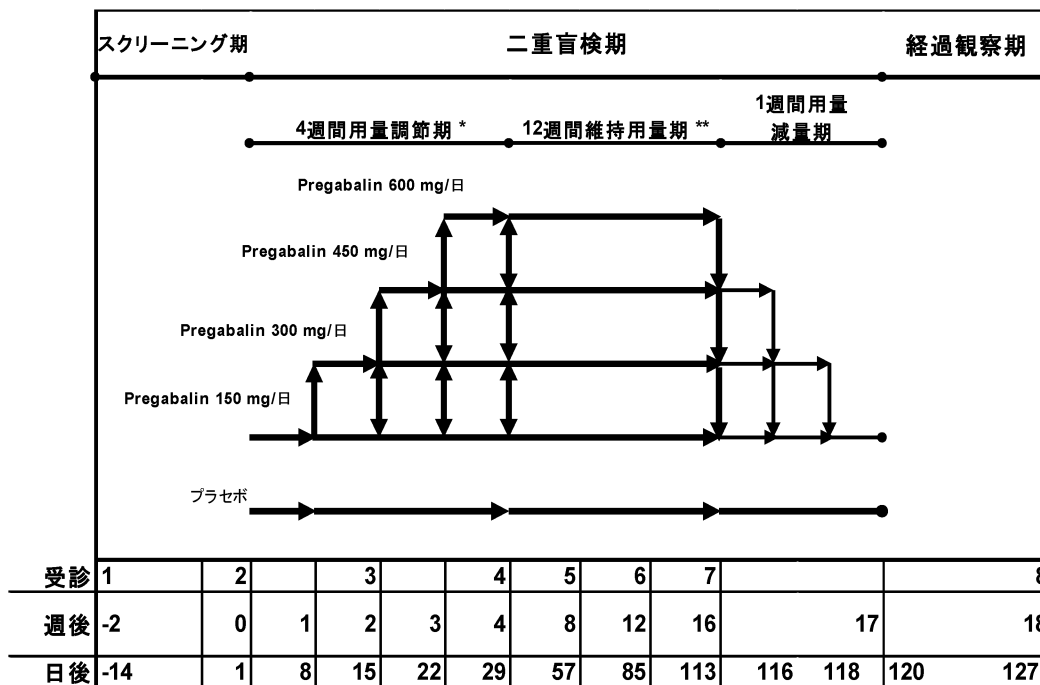 スクリーニング期 二重盲検期 経過観察期
4週間用量調節期 * 12週間維持用量期 ** 1週間用量
減量期
Pregabalin 600 mg/日
Pregabalin 450 mg/日
Pregabalin 300 mg/日
Pregabalin 150 mg/日
プラセボ
受診 1 2 3 4 5 6 7 8
週後 -2 0 1 2 3 4 8 12 16 17 18
日後 -14 1 8 15 22 29 57 85 113 116 118 120 127